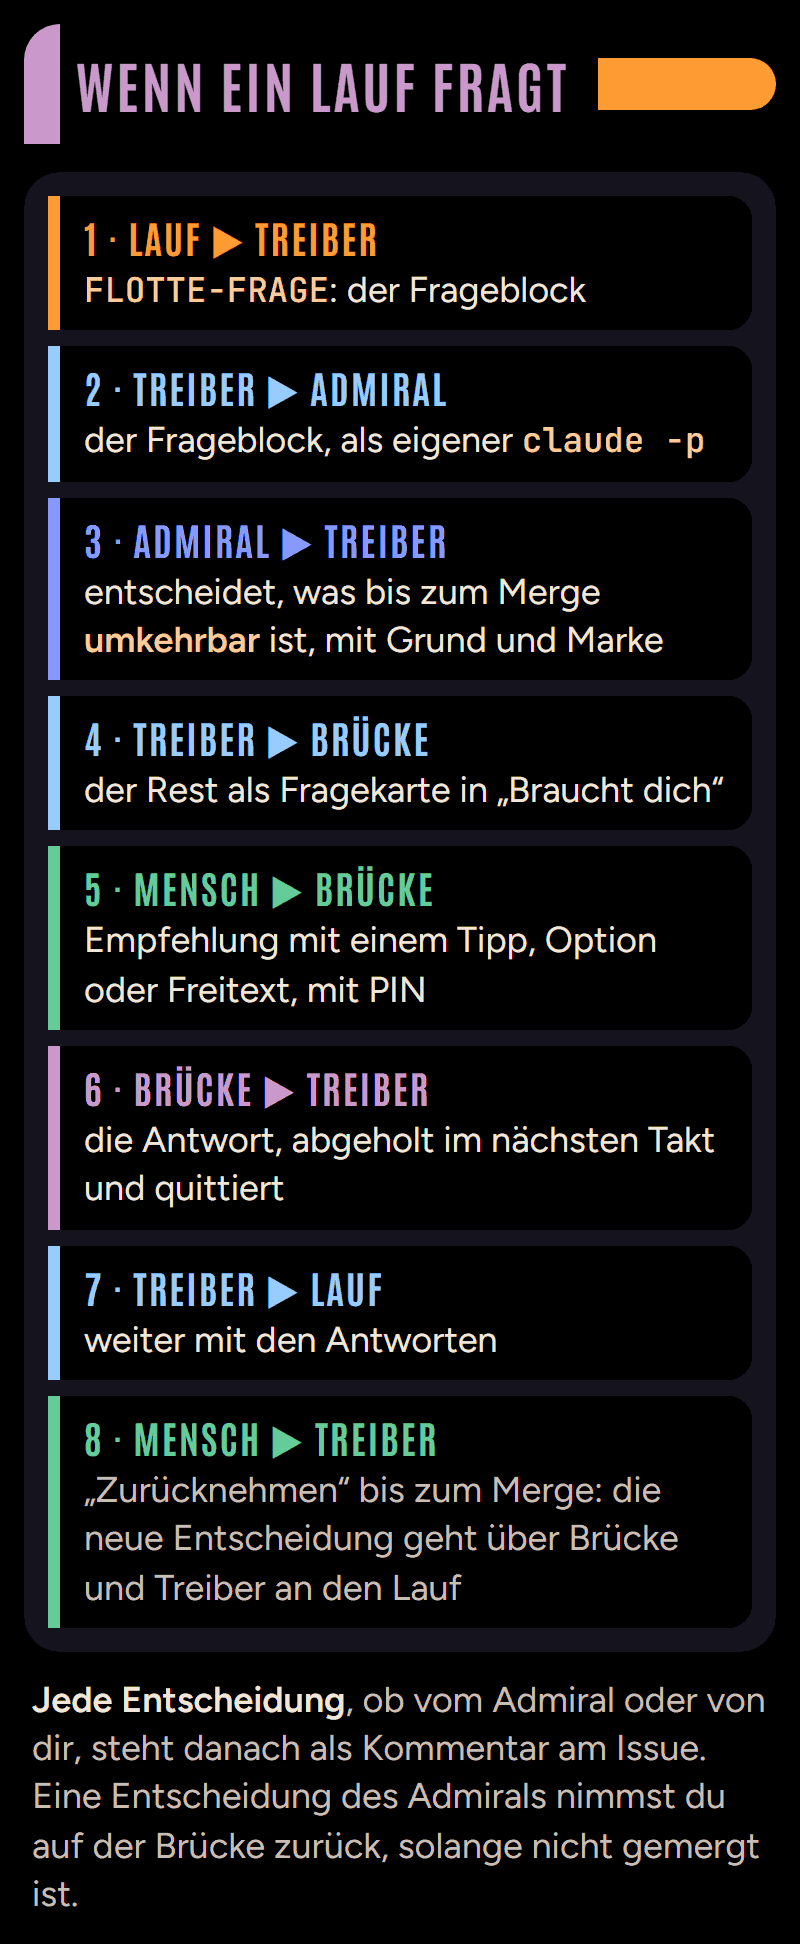 WENN EIN LAUF FRAGT
1 · LAUF ▶ TREIBER
FLOTTE-FRAGE: der Frageblock
2 · TREIBER ▶ ADMIRAL
der Frageblock, als eigener claude -p
3 · ADMIRAL ▶ TREIBER
entscheidet, was bis zum Merge
umkehrbar ist, mit Grund und Marke
4 · TREIBER ▶ BRÜCKE
der Rest als Fragekarte in „Braucht dich“
5 · MENSCH ▶ BRÜCKE
Empfehlung mit einem Tipp, Option
oder Freitext, mit PIN
6 · BRÜCKE ▶ TREIBER
die Antwort, abgeholt im nächsten Takt
und quittiert
7 · TREIBER ▶ LAUF
weiter mit den Antworten
8 · MENSCH ▶ TREIBER
„Zurücknehmen“ bis zum Merge: die
neue Entscheidung geht über Brücke
und Treiber an den Lauf
Jede Entscheidung, ob vom Admiral oder von
dir, steht danach als Kommentar am Issue.
Eine Entscheidung des Admirals nimmst du
auf der Brücke zurück, solange nicht gemergt
ist.